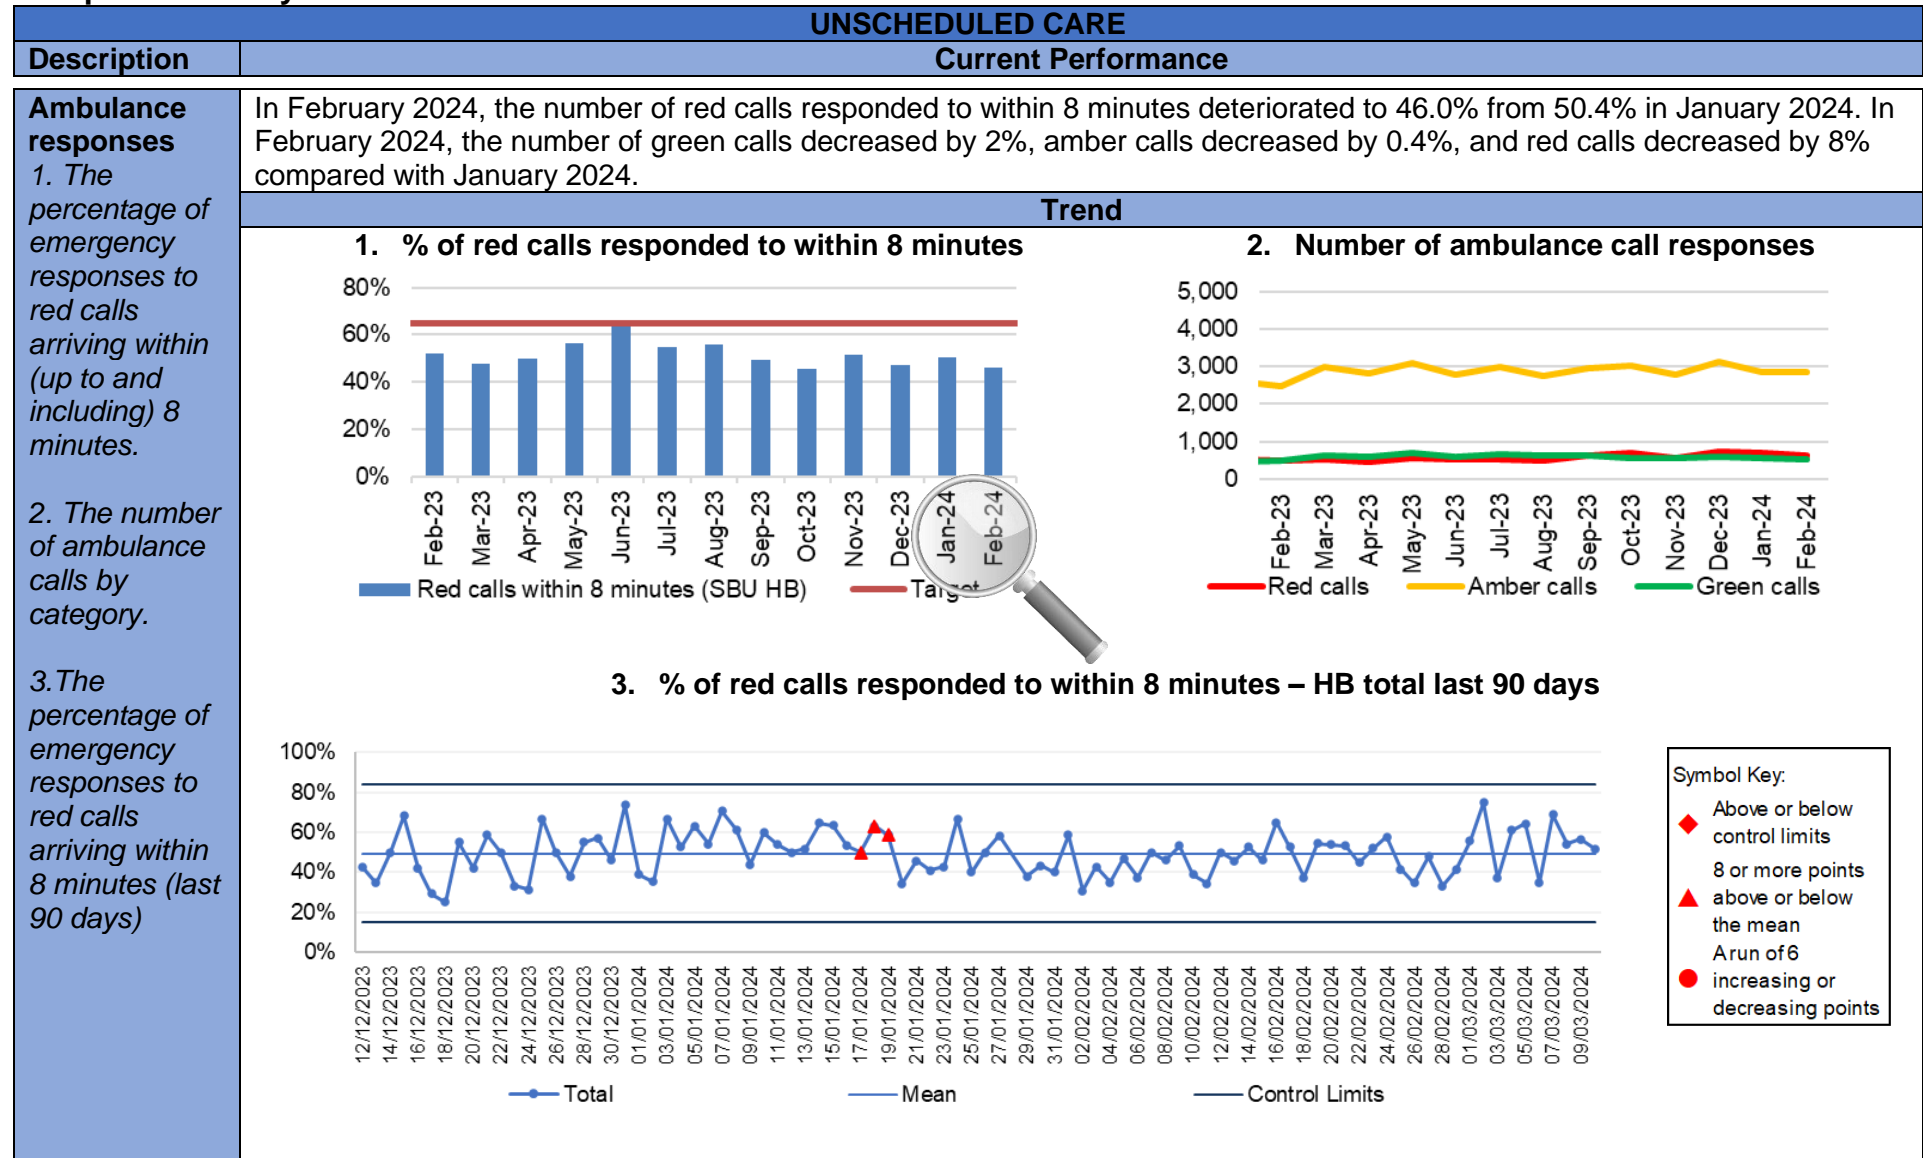 UNSCHEDULED CARE
Description
Current Performance
Ambulance
responses
1. The
percentage of
emergency
responses to
red calls
arriving within
(up to and
including) 8
minutes.
2. The number
of ambulance
calls by
category.
3.The
percentage of
emergency
responses to
red calls
arriving within
8 minutes (last
90 days)
In February 2024, the number of red calls responded to within 8 minutes deteriorated to 46.0% from 50.4% in January 2024. In
February 2024, the number of green calls decreased by 2%, amber calls decreased by 0.4%, and red calls decreased by 8%
compared with January 2024.
Trend
1. % of red calls responded to within 8 minutes
80%
60%
40%
20%
0%
Feb-23
Mar-23
Apr-23
May-23
Jun-23
Jul-23
Aug-23
Sep-23
Oct-23
Nov-23
Dec-23
Jan-24
Feb-24
Red calls within 8 minutes (SBU HB)
Target
2. Number of ambulance call responses
5,000
4,000
3,000
2,000
1,000
0
Feb-23
Mar-23
Apr-23
May-23
Jun-23
Jul-23
Aug-23
Sep-23
Oct-23
Nov-23
Dec-23
Jan-24
Feb-24
Red calls
Amber calls
Green calls
3. % of red calls responded to within 8 minutes – HB total last 90 days
100%
80%
60%
40%
20%
0%
12/12/2023
14/12/2023
16/12/2023
18/12/2023
20/12/2023
22/12/2023
24/12/2023
26/12/2023
28/12/2023
30/12/2023
01/01/2024
03/01/2024
05/01/2024
07/01/2024
09/01/2024
11/01/2024
13/01/2024
15/01/2024
17/01/2024
19/01/2024
21/01/2024
23/01/2024
25/01/2024
27/01/2024
29/01/2024
31/01/2024
02/02/2024
04/02/2024
06/02/2024
08/02/2024
10/02/2024
12/02/2024
14/02/2024
16/02/2024
18/02/2024
20/02/2024
22/02/2024
24/02/2024
26/02/2024
28/02/2024
01/03/2024
03/03/2024
05/03/2024
07/03/2024
09/03/2024
Total
Mean
Control Limits
Symbol Key:
Above or below
control limits
8 or more points
above or below
the mean
A run of 6
increasing or
decreasing points